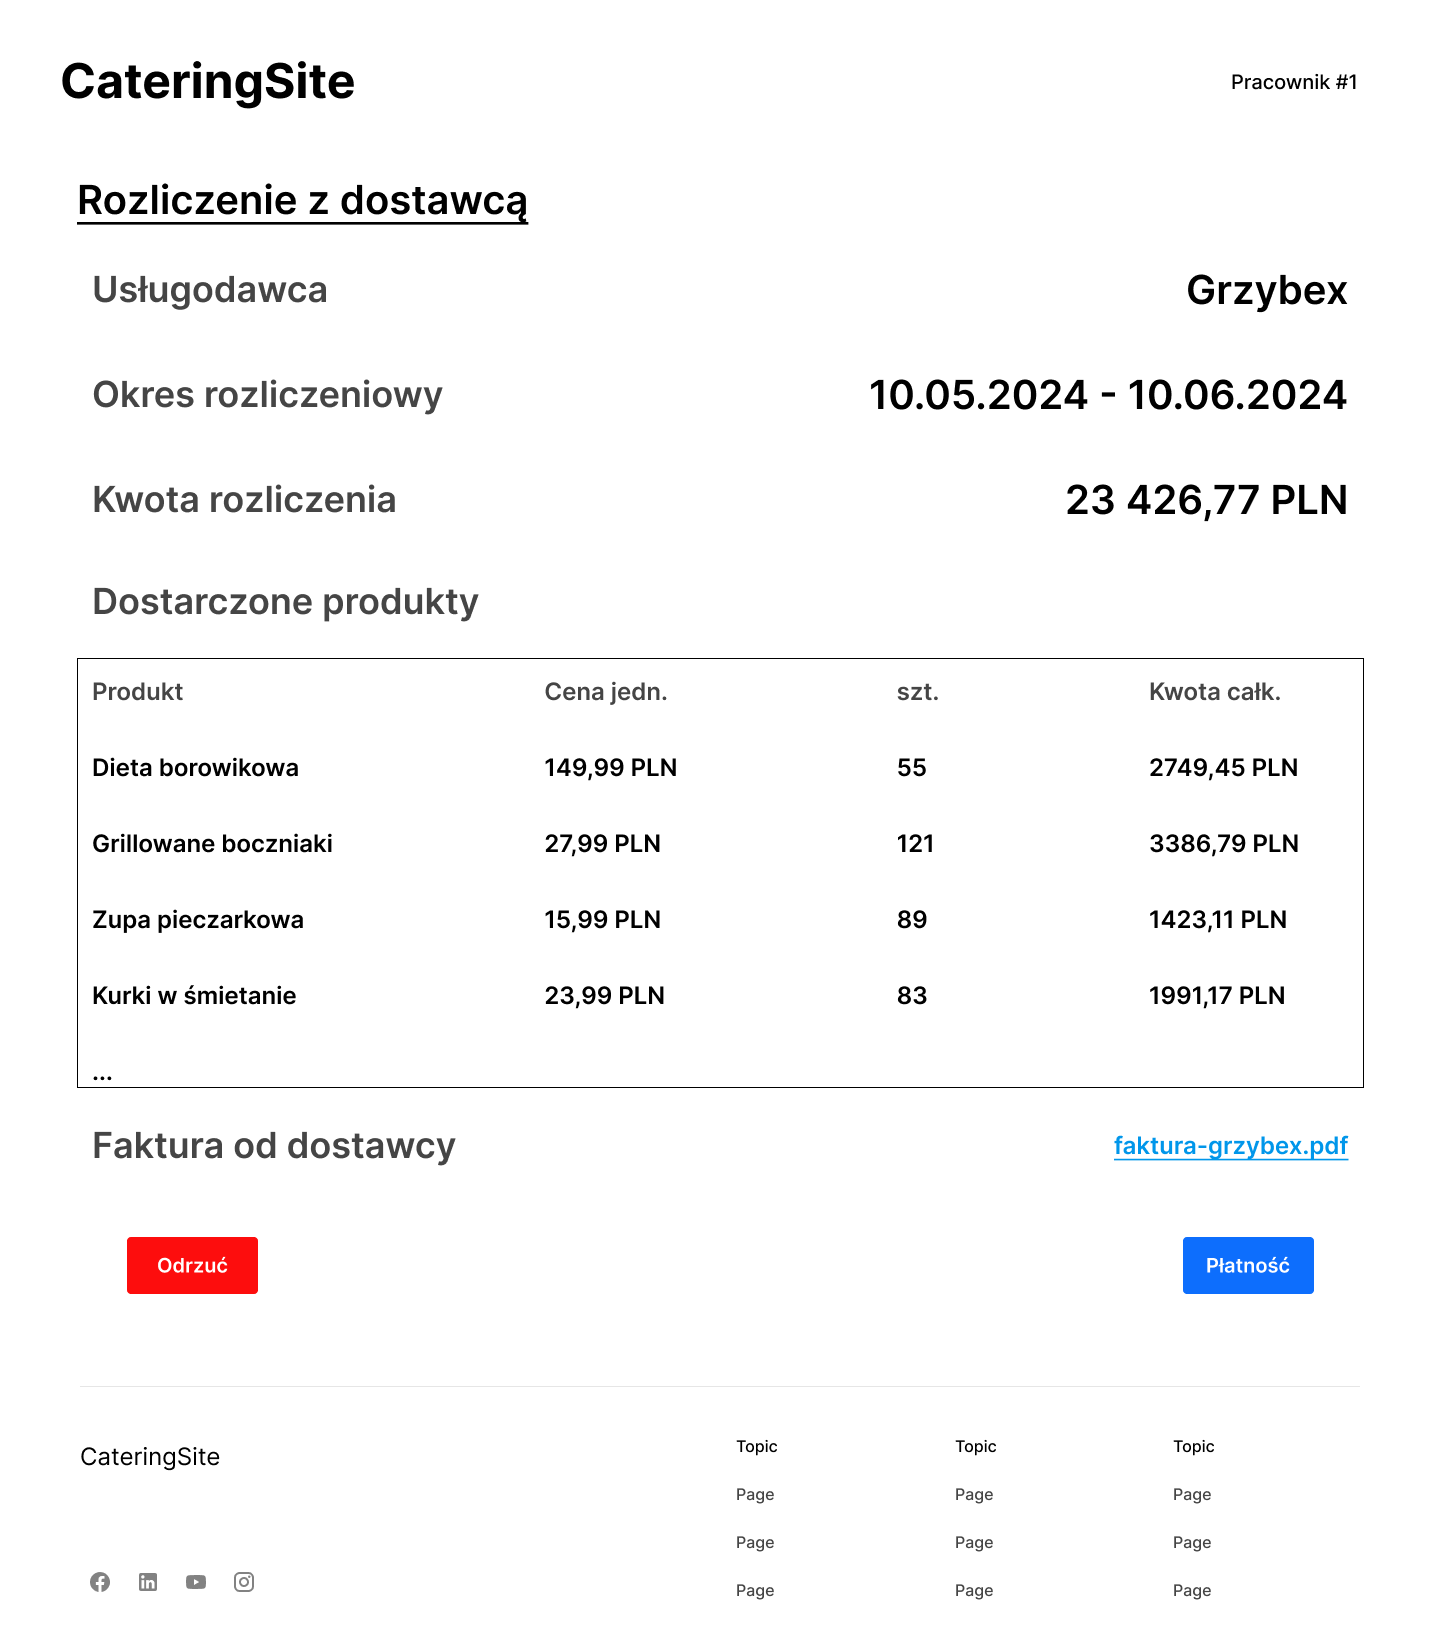 CateringSite
Pracownik #1
Rozliczenie z dostawcą
Usługodawca Grzybex
Okres rozliczeniowy 10.05.2024 - 10.06.2024
Kwota rozliczenia 23 426,77 PLN
Dostarczone produkty
Produkt Cena jedn. szt. Kwota całk.
Dieta borowikowa 149,99 PLN 55 2749,45 PLN
Grillowane boczniaki 27,99 PLN 121 3386,79 PLN
Zupa pieczarkowa 15,99 PLN 89 1423,11 PLN
Kurki w śmietanie 23,99 PLN 83 1991,17 PLN
...
Faktura od dostawcy faktura-grzybex.pdf
Odrzuć Płatność
CateringSite
Topic Topic Topic
Page Page Page
Page Page Page
Page Page Page